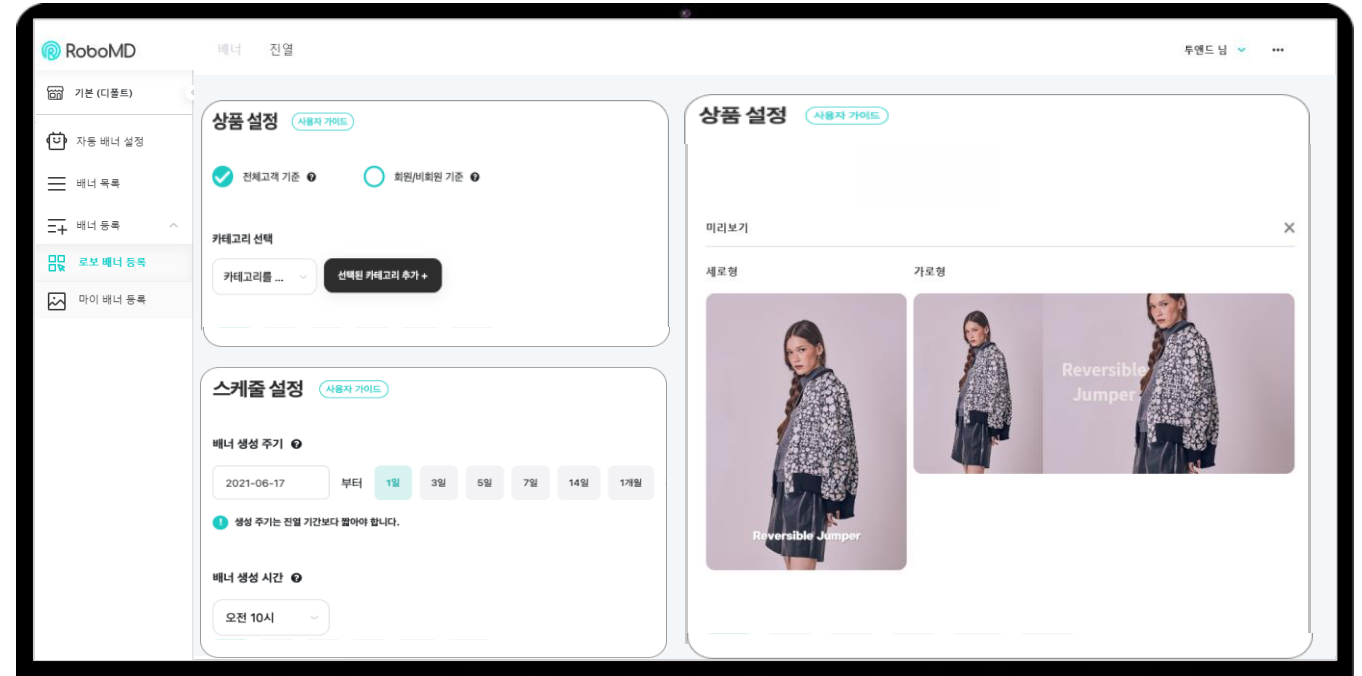 RoboMD
배너 진열
투앤드 님
기본 (디폴트)
자동 배너 설정
배너 목록
배너 등록
로보 배너 등록
마이 배너 등록
상품 설정 사용자 가이드
전체고객 기준 회원/비회원 기준
카테고리 선택
카테고리를 ... 선택된 카테고리 추가 +
스케줄 설정 사용자 가이드
배너 생성 주기
2021-06-17 부터 1일 3일 5일 7일 14일 1개월
생성 주기는 진열 기간보다 짧아야 합니다.
배너 생성 시간
오전 10시
상품 설정 사용자 가이드
미리보기
세로형 가로형
Reversible Jumper
Reversible
Jumper